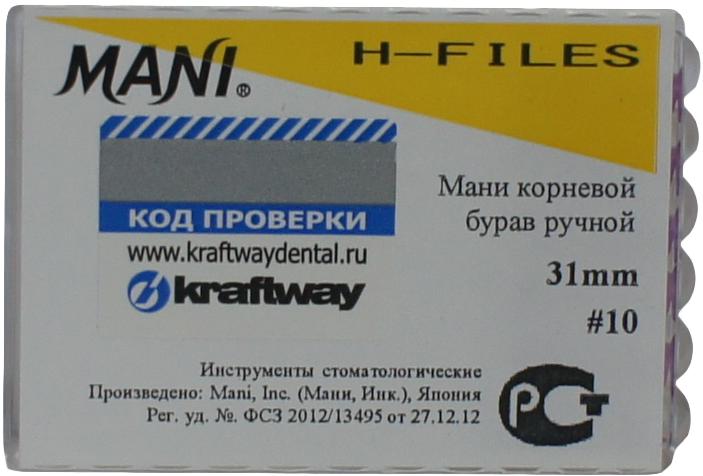 MANI®
H-FILES
КОД ПРОВЕРКИ
www.kraftwaydental.ru
kraftway
Мани корневой
бурав ручной
31mm
#10
Инструменты стоматологические
Произведено: Mani, Inc. (Мани, Инк.), Япония
Рег. уд. №. ФСЗ 2012/13495 от 27.12.12
РСТ